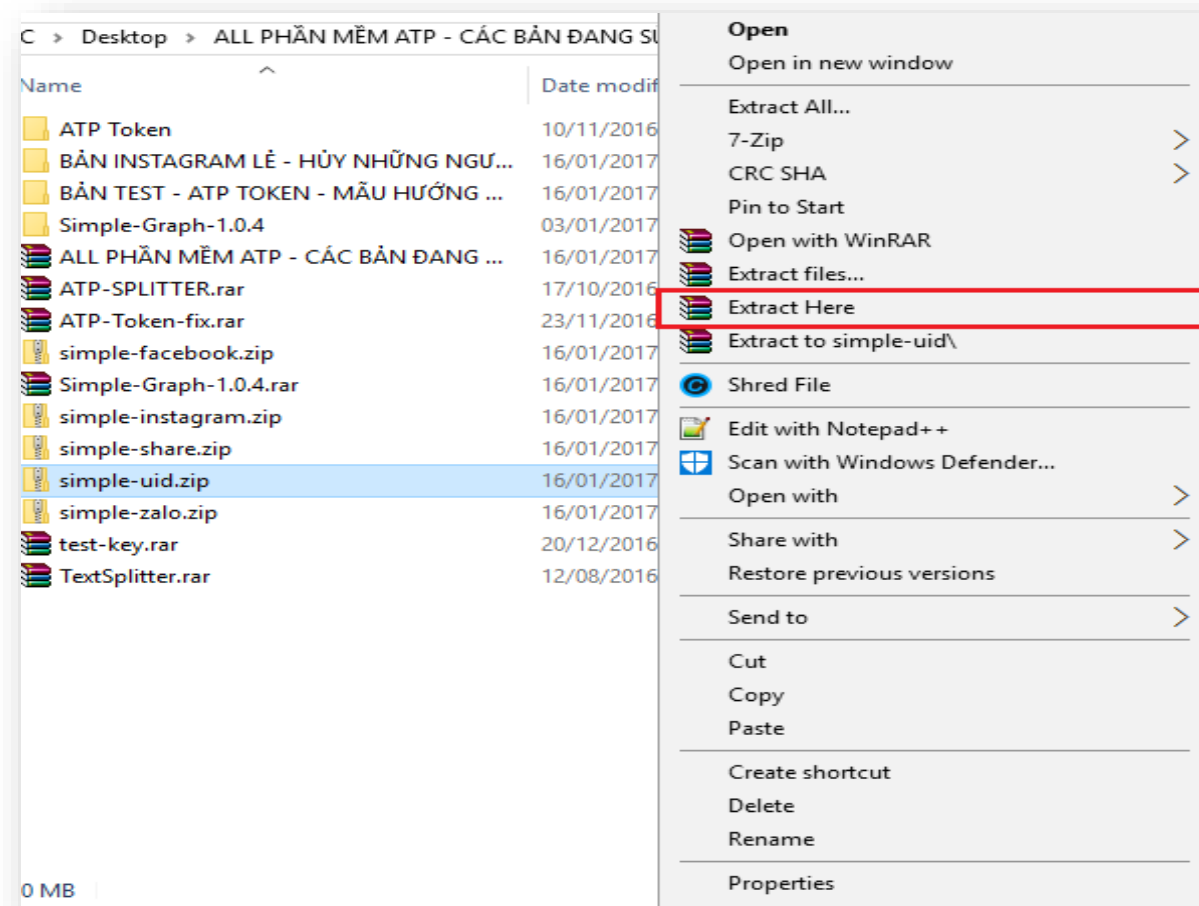 C > Desktop > ALL PHẦN MỀM ATP - CÁC BẢN ĐANG
Name
Date modif
ATP Token 10/11/2016
BẢN INSTAGRAM LẺ - HỦY NHỮNG NGƯ... 16/01/2017
BẢN TEST - ATP TOKEN - MẪU HƯỚNG ... 16/01/2017
Simple-Graph-1.0.4 03/01/2017
ALL PHẦN MỀM ATP - CÁC BẢN ĐANG ... 16/01/2017
ATP-SPLITTER.rar 17/10/2016
ATP-Token-fix.rar 23/11/2016
simple-facebook.zip 16/01/2017
Simple-Graph-1.0.4.rar 16/01/2017
simple-instagram.zip 16/01/2017
simple-share.zip 16/01/2017
simple-uid.zip 16/01/2017
simple-zalo.zip 16/01/2017
test-key.rar 20/12/2016
TextSplitter.rar 12/08/2016
0 MB
Open
Open in new window
Extract All...
7-Zip
CRC SHA
Pin to Start
Open with WinRAR
Extract files...
Extract Here
Extract to simple-uid\
Shred File
Edit with Notepad++
Scan with Windows Defender...
Open with
Share with
Restore previous versions
Send to
Cut
Copy
Paste
Create shortcut
Delete
Rename
Properties